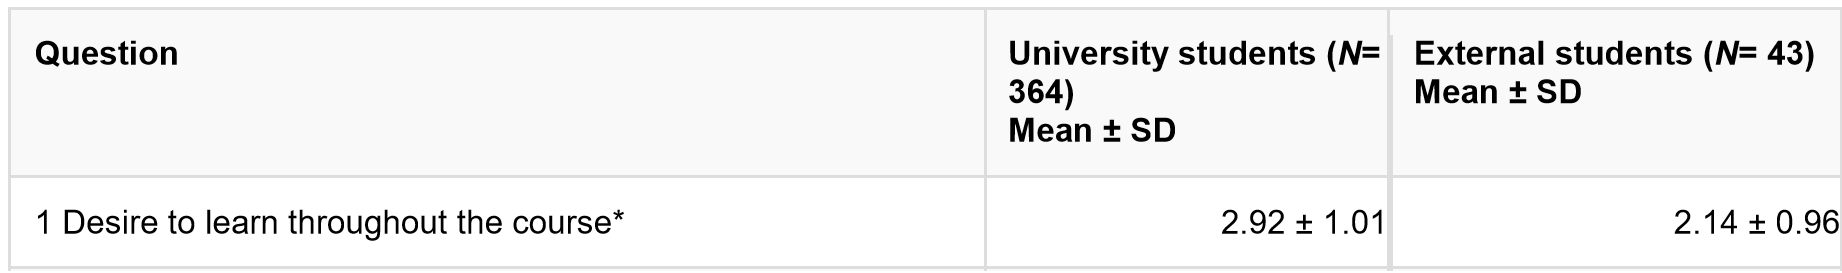 Question
University students (N=
364)
Mean ± SD
External students (N= 43)
Mean ± SD
1 Desire to learn throughout the course*
2.92 ± 1.01
2.14 ± 0.96